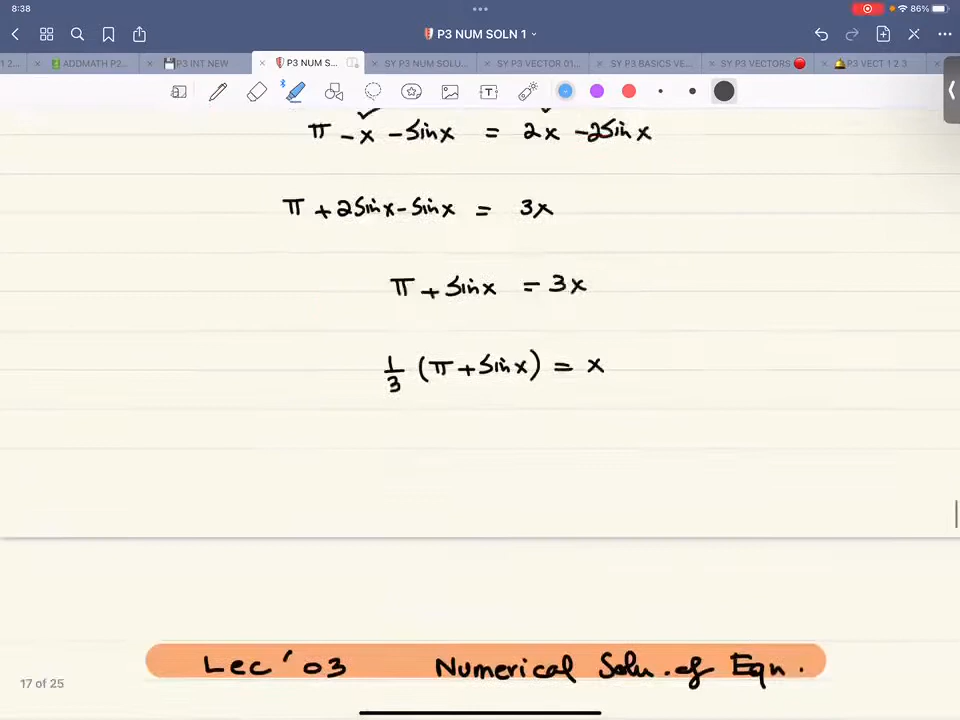 8:38
86%
P3 NUM SOLN 1
ADDMATH P2...
P3 INT NEW
P3 NUM S...
SY P3 NUM SOLU...
SY P3 VECTOR 01...
SY P3 BASICS VE...
SY P3 VECTORS
P3 VECT 1 2 3
π - x - sin x = 2x - 2sin x
π + 2sin x - sin x = 3x
π + sin x = 3x
1/3 (π + sin x) = x
Lec ' 03 Numerical Solu. of Eqn.
17 of 25